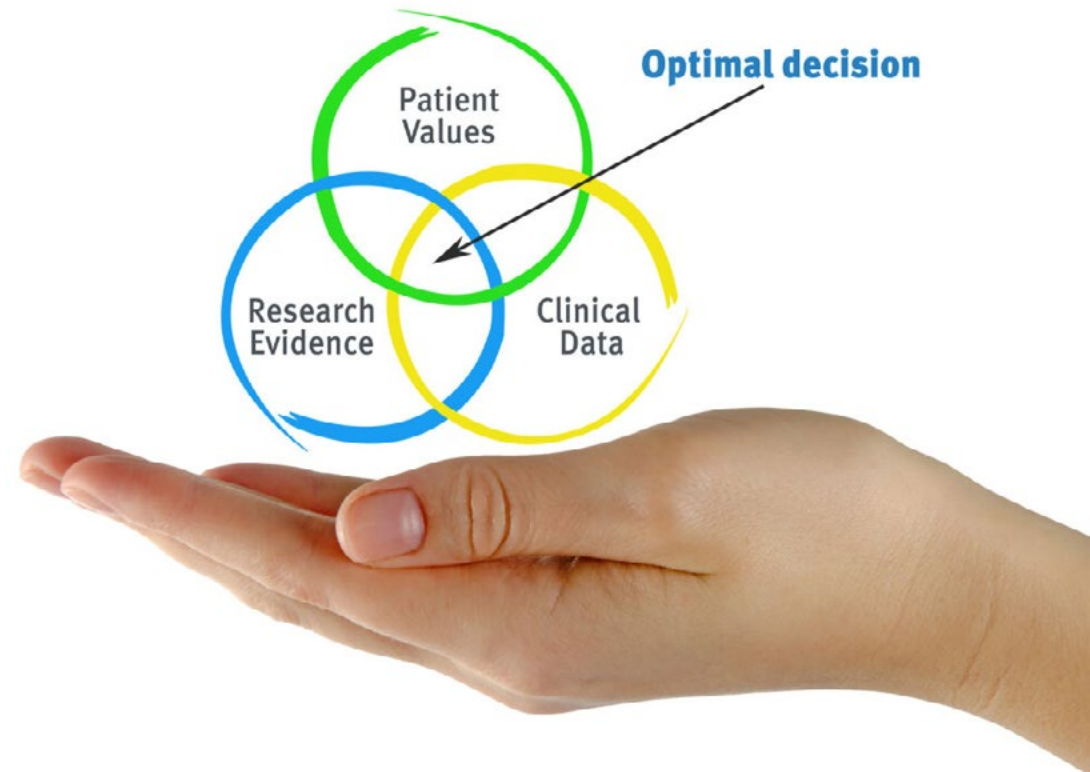 Optimal decision
Patient
Values
Research
Evidence
Clinical
Data